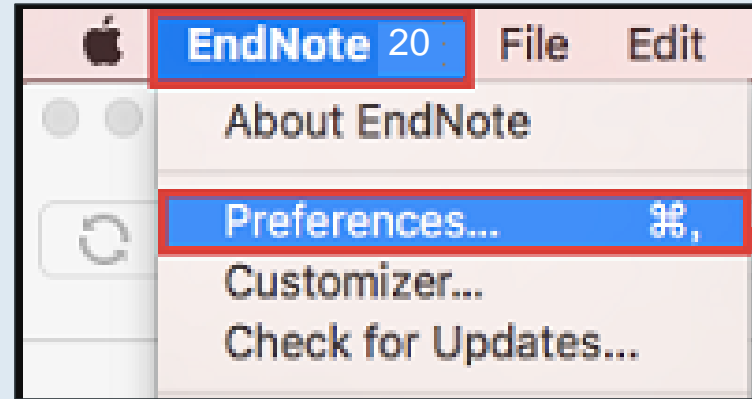 EndNote 20 File Edit
About EndNote
Preferences... ⌘,
Customizer...
Check for Updates...